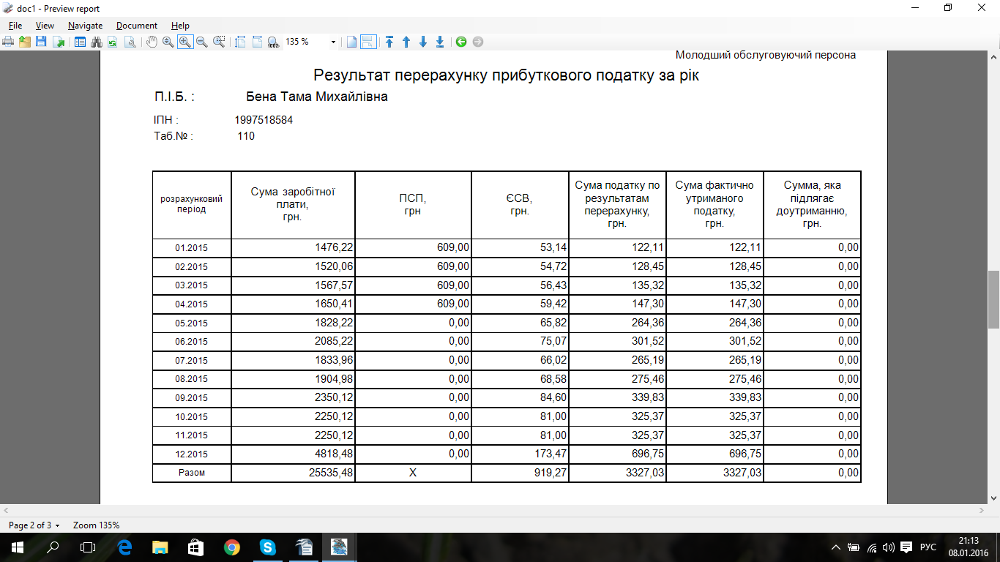 doc1 - Preview report
File View Navigate Document Help
100% 135 %
Молодший обслуговуючий персона
Результат перерахунку прибуткового податку за рік
П.І.Б. : Бена Тама Михайлівна
ІПН : 1997518584
Таб.№ : 110
розрахунковий період Сума заробітної плати, грн. ПСП, грн ЄСВ, грн. Сума податку по результатам перерахунку, грн. Сума фактично утриманого податку, грн. Сумма, яка підлягає доутриманню, грн.
01.2015 1476,22 609,00 53,14 122,11 122,11 0,00
02.2015 1520,06 609,00 54,72 128,45 128,45 0,00
03.2015 1567,57 609,00 56,43 135,32 135,32 0,00
04.2015 1650,41 609,00 59,42 147,30 147,30 0,00
05.2015 1828,22 0,00 65,82 264,36 264,36 0,00
06.2015 2085,22 0,00 75,07 301,52 301,52 0,00
07.2015 1833,96 0,00 66,02 265,19 265,19 0,00
08.2015 1904,98 0,00 68,58 275,46 275,46 0,00
09.2015 2350,12 0,00 84,60 339,83 339,83 0,00
10.2015 2250,12 0,00 81,00 325,37 325,37 0,00
11.2015 2250,12 0,00 81,00 325,37 325,37 0,00
12.2015 4818,48 0,00 173,47 696,75 696,75 0,00
Разом 25535,48 Х 919,27 3327,03 3327,03 0,00
Page 2 of 3 Zoom 135%
РУС 21:13
08.01.2016